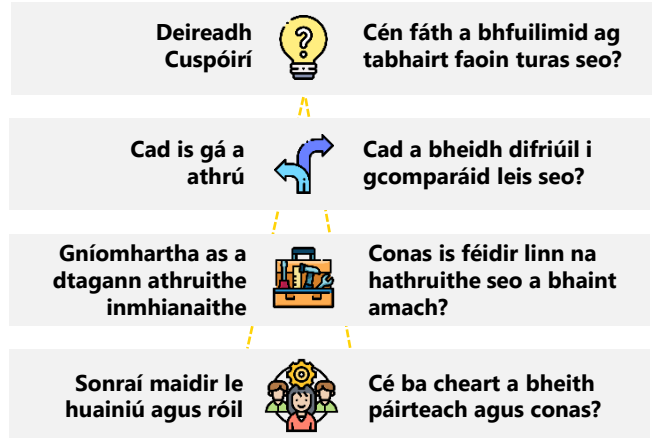 Deireadh
Cuspóirí
Cén fáth a bhfuilimid ag
tabhairt faoin turas seo?
Cad is gá a
athrú
Cad a bheidh difriúil i
gcomparáid leis seo?
Gníomhartha as a
dtagann athruithe
inmhianaithe
Conas is féidir linn na
hathruithe seo a bhaint
amach?
Sonraí maidir le
huainiú agus róil
Cé ba cheart a bheith
páirteach agus conas?